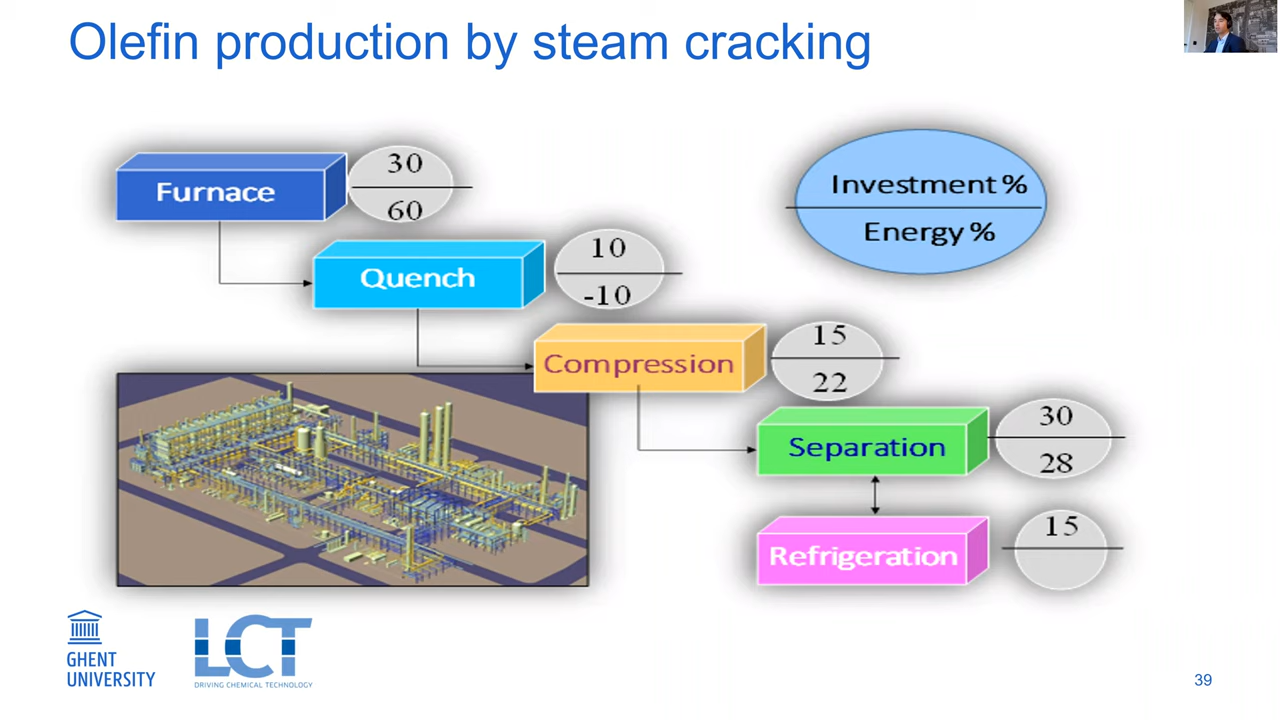 Olefin production by steam cracking
Furnace
30
60
Investment %
Energy %
Quench
10
-10
Compression
15
22
Separation
30
28
Refrigeration
15
GHENT
UNIVERSITY
LCT
DRIVING CHEMICAL TECHNOLOGY
39